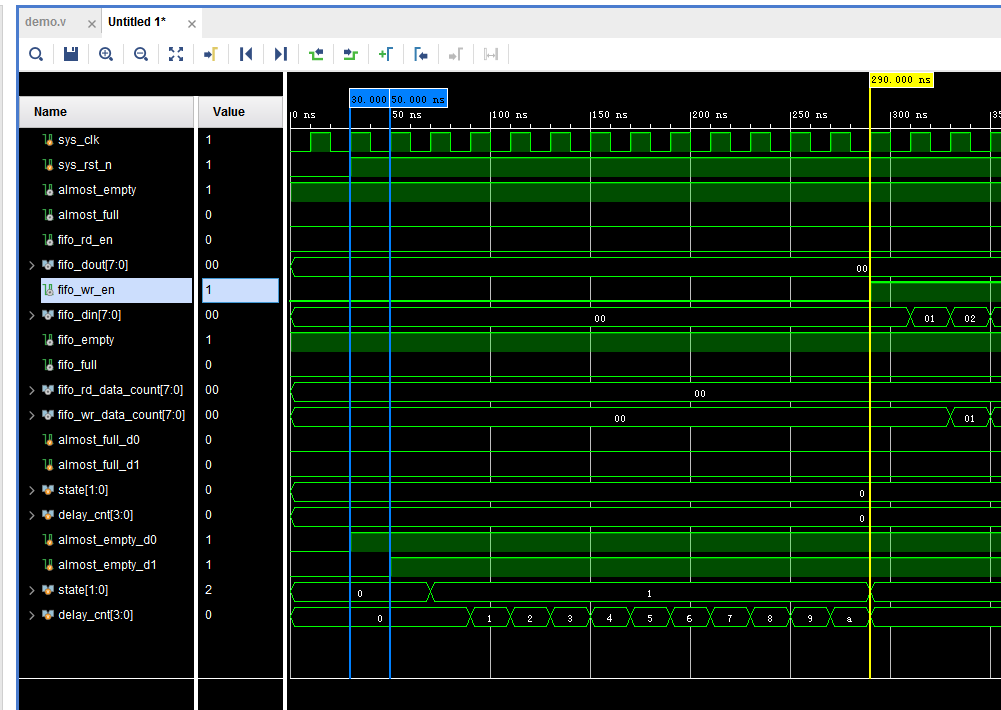 demo.v × Untitled 1* ×
290.000 ns
30.000 50.000 ns
Name Value
0 ns 50 ns 100 ns 150 ns 200 ns 250 ns 300 ns
sys_clk 1
sys_rst_n 1
almost_empty 1
almost_full 0
fifo_rd_en 0
fifo_dout[7:0] 00 00
fifo_wr_en 1
fifo_din[7:0] 00 00 01 02
fifo_empty 1
fifo_full 0
fifo_rd_data_count[7:0] 00 00
fifo_wr_data_count[7:0] 00 00 01
almost_full_d0 0
almost_full_d1 0
state[1:0] 0 0
delay_cnt[3:0] 0 0
almost_empty_d0 1
almost_empty_d1 1
state[1:0] 2 0 1
delay_cnt[3:0] 0 0 1 2 3 4 5 6 7 8 9 a